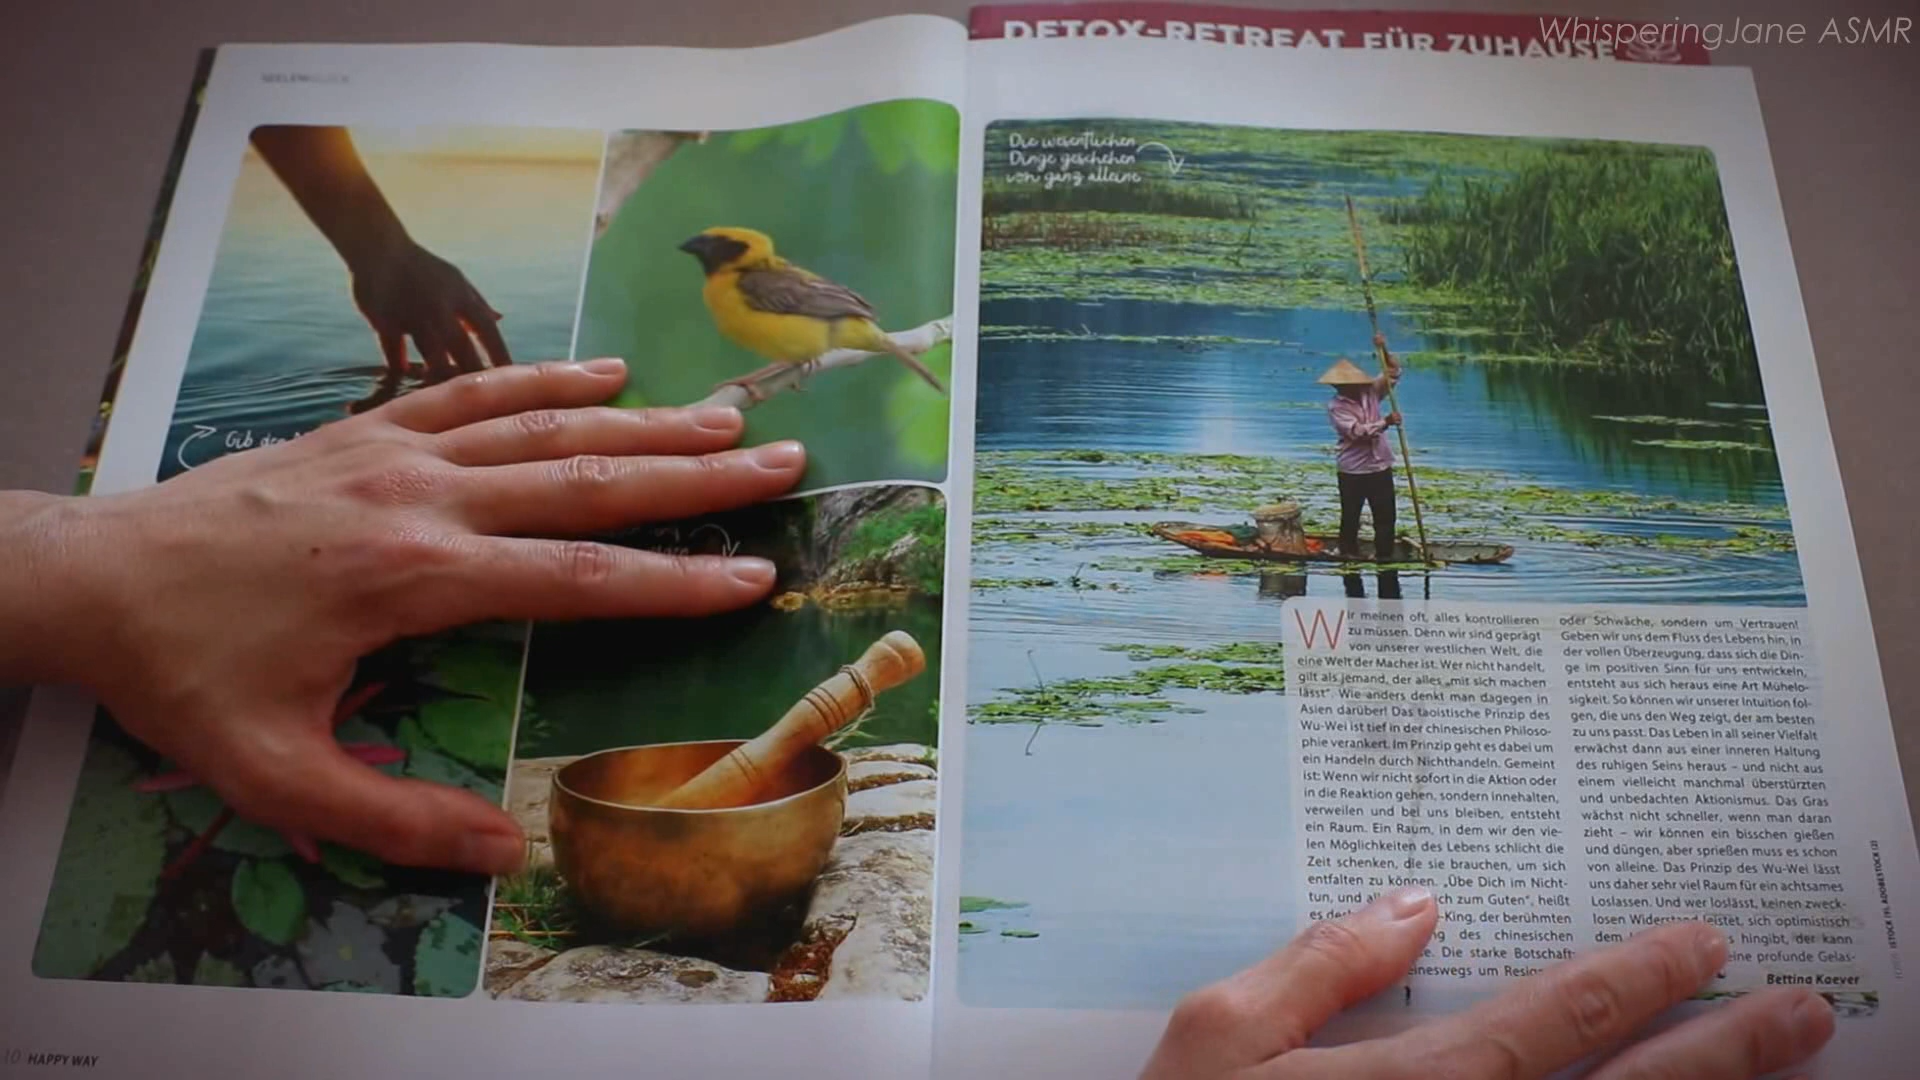 WhisperingJane ASMR
DETOX-RETREAT FÜR ZUHAUSE
SEELENGLÜCK
Die wesentlichen
Dinge geschehen
von ganz alleine
Gib den
Wir meinen oft, alles kontrollieren
zu müssen. Denn wir sind geprägt
von unserer westlichen Welt, die
eine Welt der Macher ist. Wer nicht handelt,
gilt als jemand, der alles „mit sich machen
lässt“. Wie anders denkt man dagegen in
Asien darüber! Das taoistische Prinzip des
Wu-Wei ist tief in der chinesischen Philoso-
phie verankert. Im Prinzip geht es dabei um
ein Handeln durch Nichthandeln. Gemeint
ist: Wenn wir nicht sofort in die Aktion oder
in die Reaktion gehen, sondern innehalten,
verweilen und bei uns bleiben, entsteht
ein Raum. Ein Raum, in dem wir den vie-
len Möglichkeiten des Lebens schlicht die
Zeit schenken, die sie brauchen, um sich
entfalten zu können. „Übe Dich im Nicht-
tun, und zum Guten“, heißt
es -King, der berühmten
des chinesischen
Die starke Botschaft:
um
oder Schwäche, sondern um Vertrauen!
Geben wir uns dem Fluss des Lebens hin, in
der vollen Überzeugung, dass sich die Din-
ge im positiven Sinn für uns entwickeln,
entsteht aus sich heraus eine Art Mühelo-
sigkeit. So können wir unserer Intuition fol-
gen, die uns den Weg zeigt, der am besten
zu uns passt. Das Leben in all seiner Vielfalt
erwächst dann aus einer inneren Haltung
des ruhigen Seins heraus – und nicht aus
einem vielleicht manchmal überstürzten
und unbedachten Aktionismus. Das Gras
wächst nicht schneller, wenn man daran
zieht – wir können ein bisschen gießen
und düngen, aber sprießen muss es schon
von alleine. Das Prinzip des Wu-Wei lässt
uns daher sehr viel Raum für ein achtsames
Loslassen. Und wer loslässt, keinen zweck-
losen Widerstand leistet, sich optimistisch
dem hingibt, der kann
eine profunde Gelas-
Bettina Kaever
10 HAPPY WAY